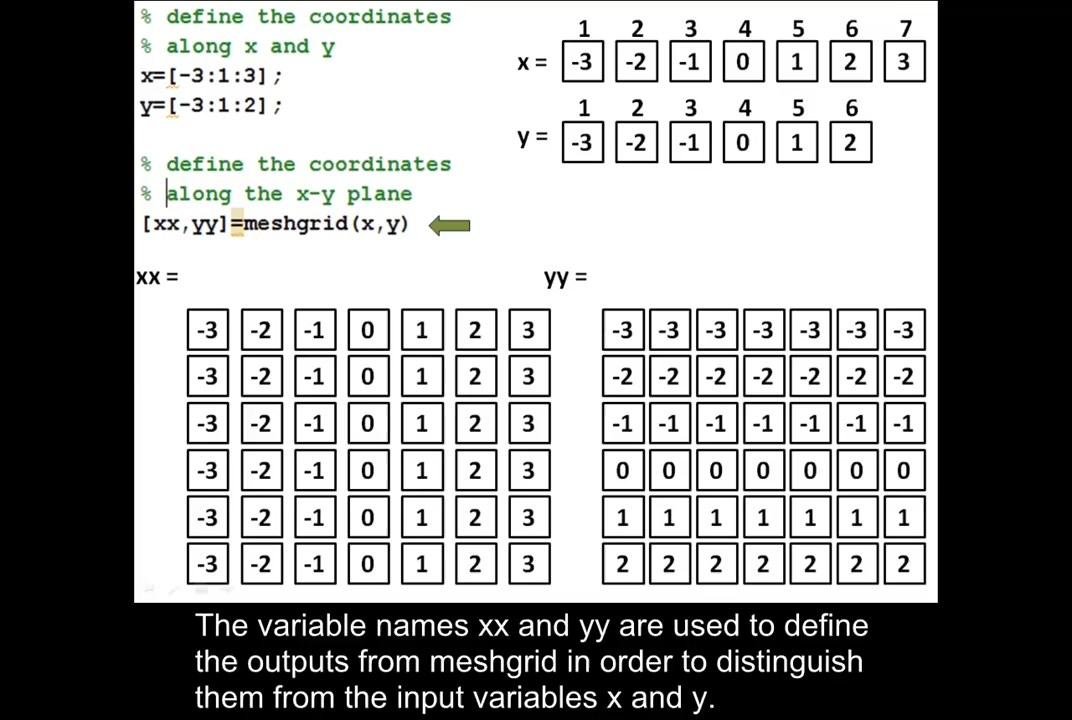 % define the coordinates
% along x and y
x=[-3:1:3];
y=[-3:1:2];
1 2 3 4 5 6 7
x = -3 -2 -1 0 1 2 3
1 2 3 4 5 6
y = -3 -2 -1 0 1 2
% define the coordinates
% along the x-y plane
[xx,yy]=meshgrid(x,y)
xx =
-3 -2 -1 0 1 2 3
-3 -2 -1 0 1 2 3
-3 -2 -1 0 1 2 3
-3 -2 -1 0 1 2 3
-3 -2 -1 0 1 2 3
-3 -2 -1 0 1 2 3
yy =
-3 -3 -3 -3 -3 -3 -3
-2 -2 -2 -2 -2 -2 -2
-1 -1 -1 -1 -1 -1 -1
0 0 0 0 0 0 0
1 1 1 1 1 1 1
2 2 2 2 2 2 2
The variable names xx and yy are used to define
the outputs from meshgrid in order to distinguish
them from the input variables x and y.